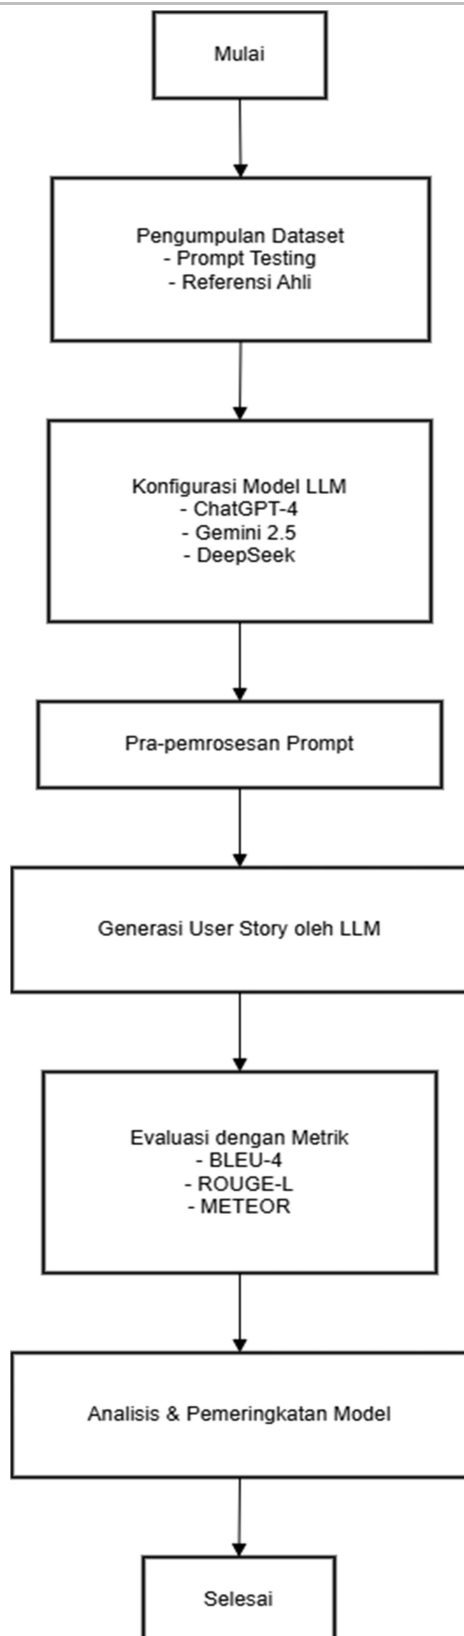 Mulai
Pengumpulan Dataset
- Prompt Testing
- Referensi Ahli
Konfigurasi Model LLM
- ChatGPT-4
- Gemini 2.5
- DeepSeek
Pra-pemrosesan Prompt
Generasi User Story oleh LLM
Evaluasi dengan Metrik
- BLEU-4
- ROUGE-L
- METEOR
Analisis & Pemeringkatan Model
Selesai